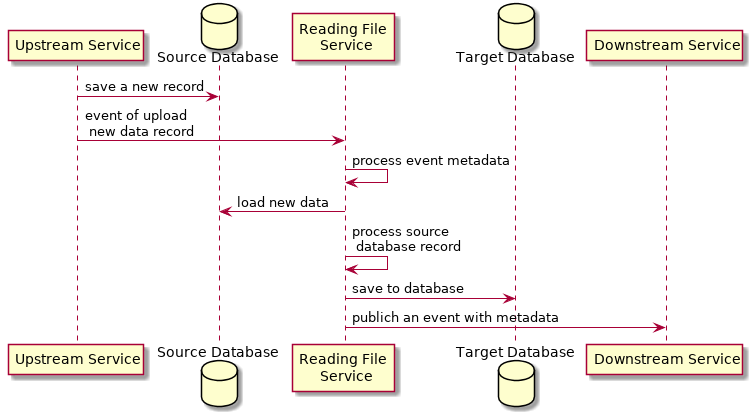 Upstream Service
Source Database
Reading File
Service
Target Database
Downstream Service
save a new record
event of upload
new data record
process event metadata
load new data
process source
database record
save to database
publich an event with metadata
Upstream Service
Source Database
Reading File
Service
Target Database
Downstream Service